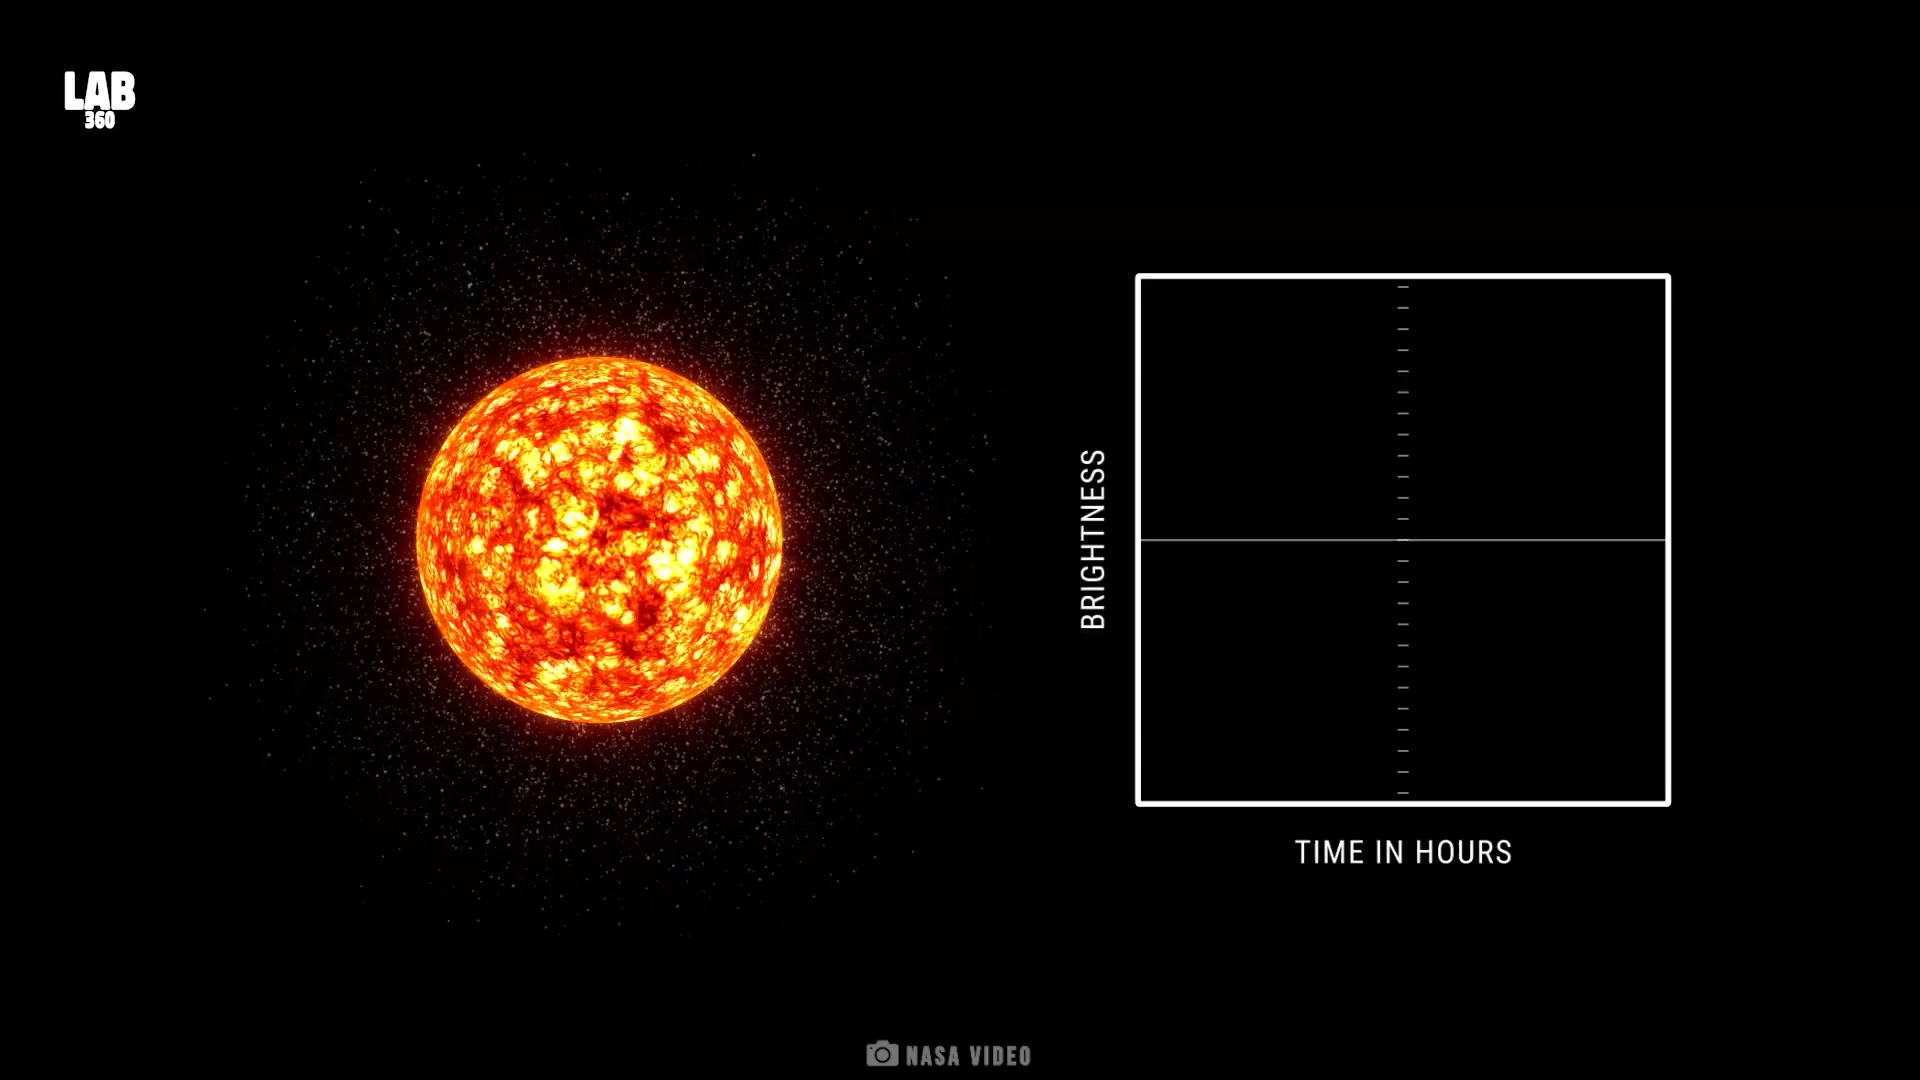 LAB
360
BRIGHTNESS
TIME IN HOURS
NASA VIDEO